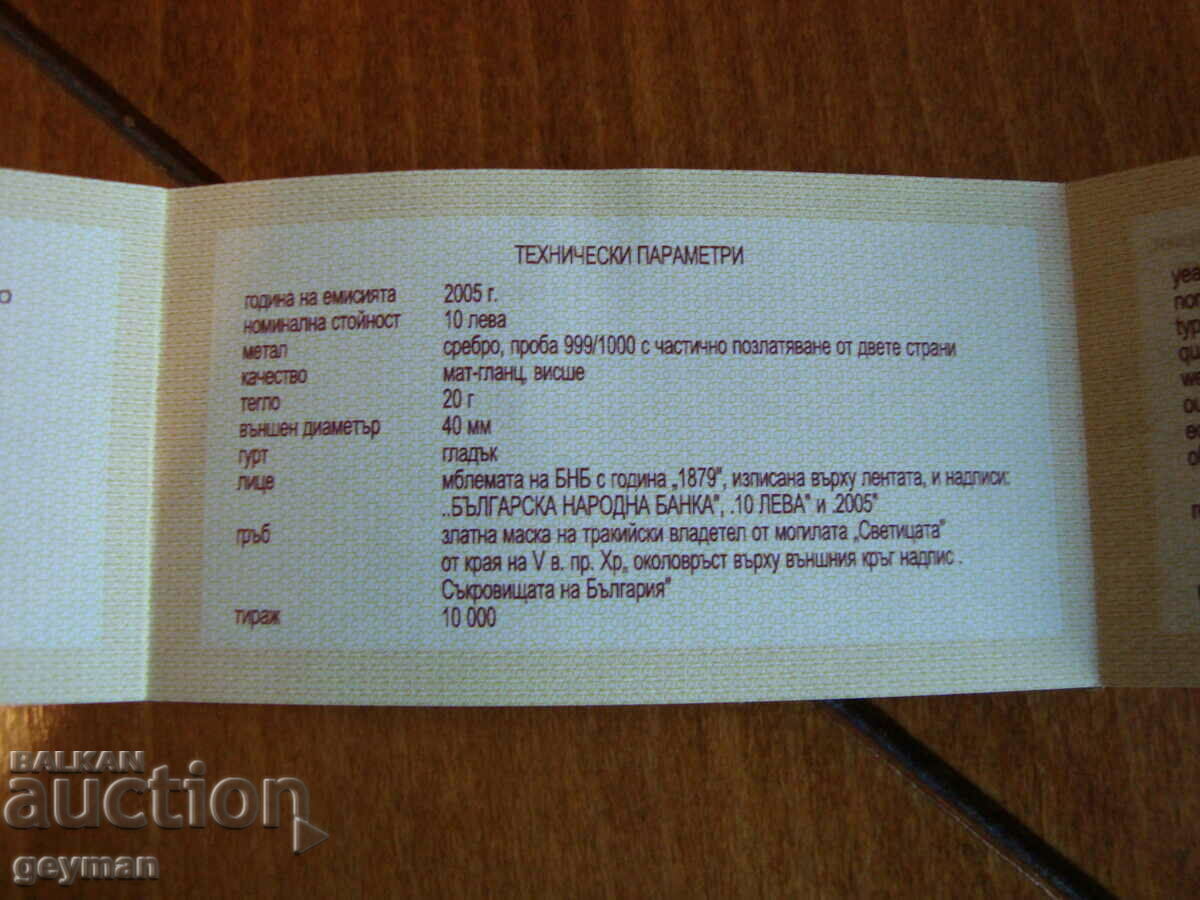 ТЕХНИЧЕСКИ ПАРАМЕТРИ
година на емисията 2005 г.
номинална стойност 10 лева
метал сребро, проба 999/1000 с частично позлатяване от двете страни
качество мат-гланц, висше
тегло 20 г
външен диаметър 40 мм
гурт гладък
лице мблемата на БНБ с година „1879", изписана върху лентата, и надписи:
..БЪЛГАРСКА НАРОДНА БАНКА", .10 ЛЕВА" и .2005"
гръб златна маска на тракийски владетел от могилата „Светицата"
от края на V в. пр. Хр„ околовръст върху външния кръг надпис .
Съкровищата на България"
тираж 10 000
BALKAN
auction
geyman